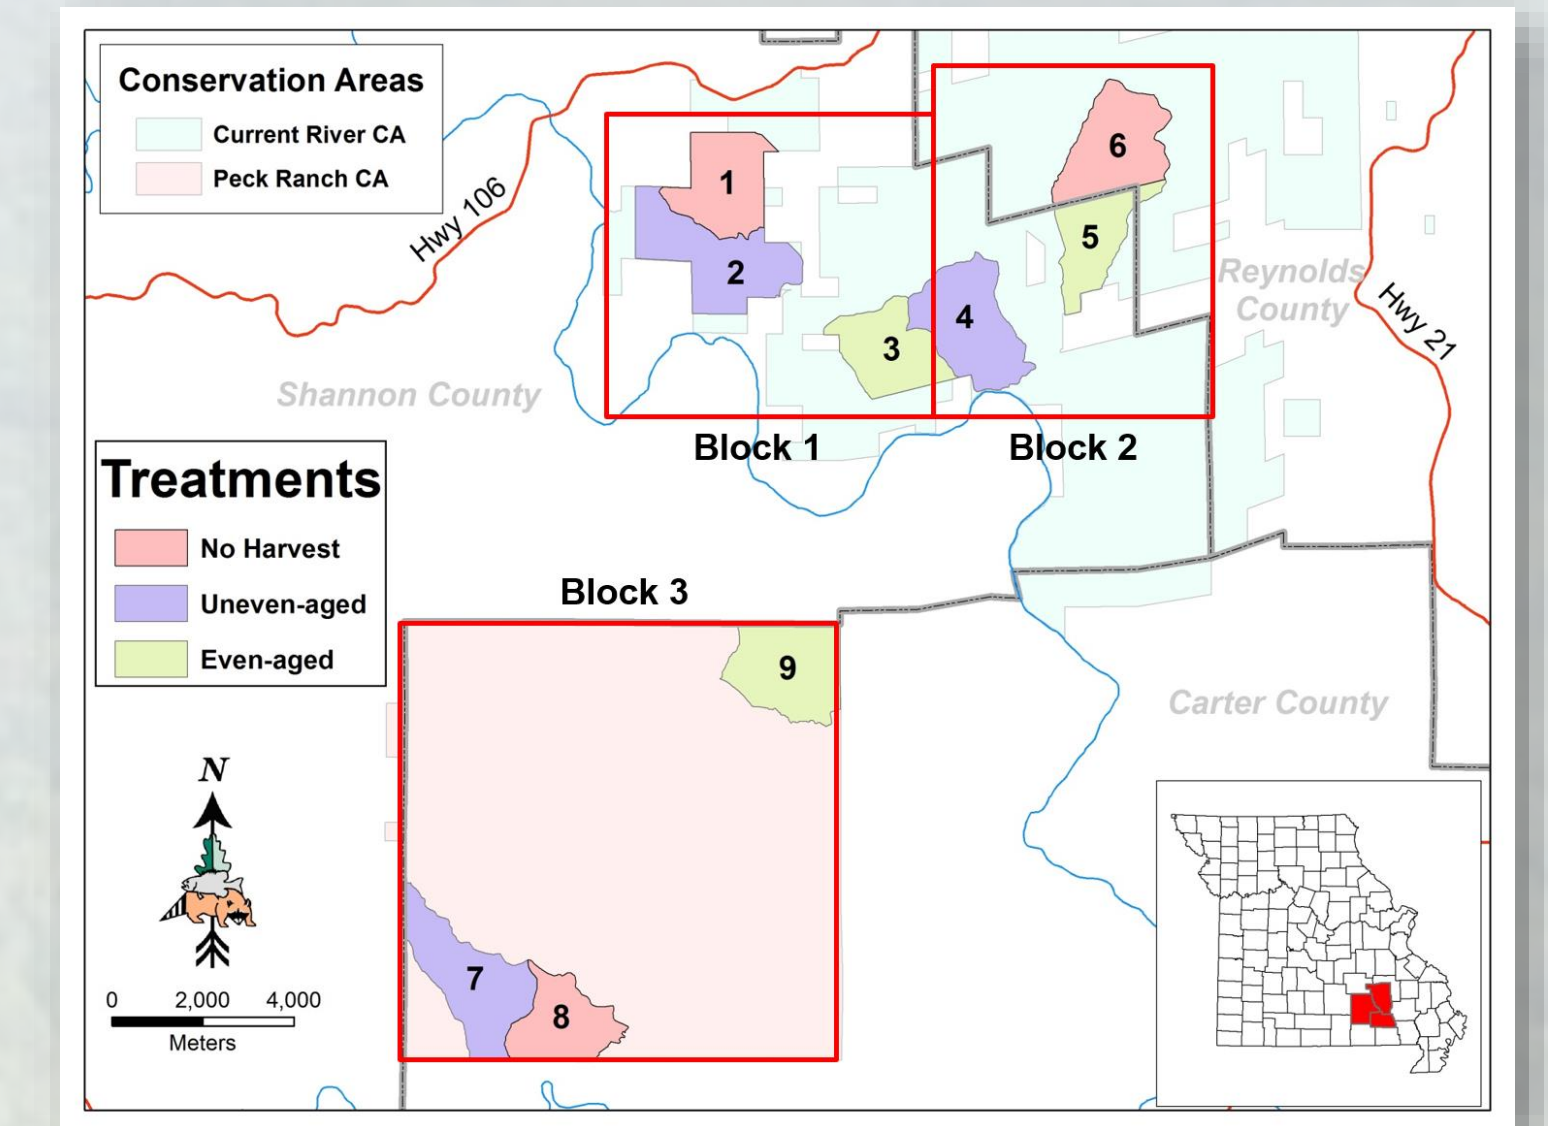 Conservation Areas
Current River CA
Peck Ranch CA
Hwy 106
1
2
3
4
5
6
Reynolds
County
Hwy 21
Shannon County
Block 1
Block 2
Treatments
No Harvest
Uneven-aged
Even-aged
Block 3
9
Carter County
7
8
N
0 2,000 4,000
Meters